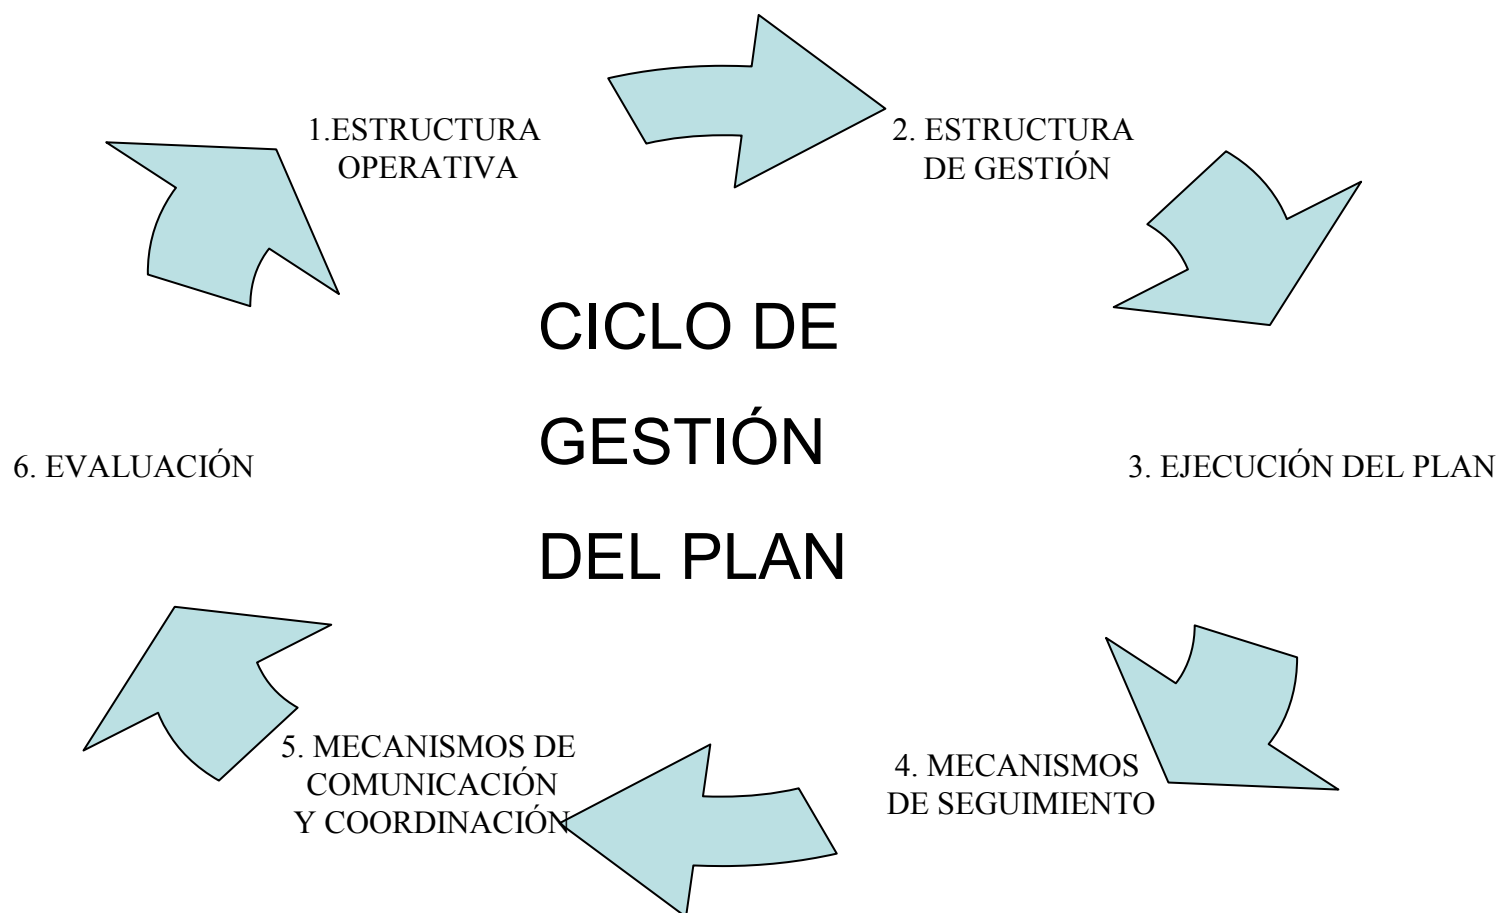 1.ESTRUCTURA
OPERATIVA
2. ESTRUCTURA
DE GESTIÓN
CICLO DE
GESTIÓN
DEL PLAN
3. EJECUCIÓN DEL PLAN
4. MECANISMOS
DE SEGUIMIENTO
5. MECANISMOS DE
COMUNICACIÓN
Y COORDINACIÓN
6. EVALUACIÓN